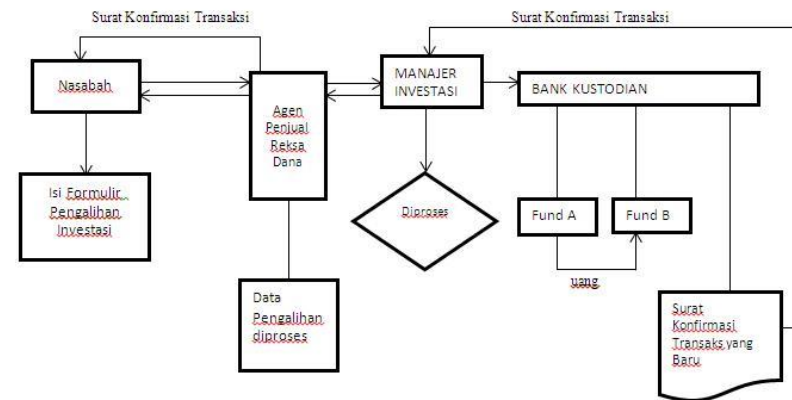 Surat Konfirmasi Transaksi
Surat Konfirmasi Transaksi
Nasabah
Agen
Penjual
Reksa
Dana
MANAJER
INVESTASI
BANK KUSTODIAN
Isi Formulir
Pengalihan
Investasi
Diproses
Fund A
Fund B
uang
Data
Pengalihan
diproses
Surat
Konfirmasi
Transaks yang
Baru